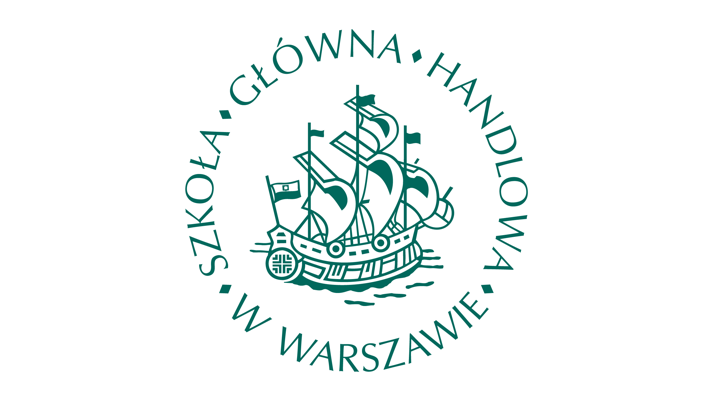 SZKOŁA ♦ GŁÓWNA ♦ HANDLOWA ♦ W WARSZAWIE ♦